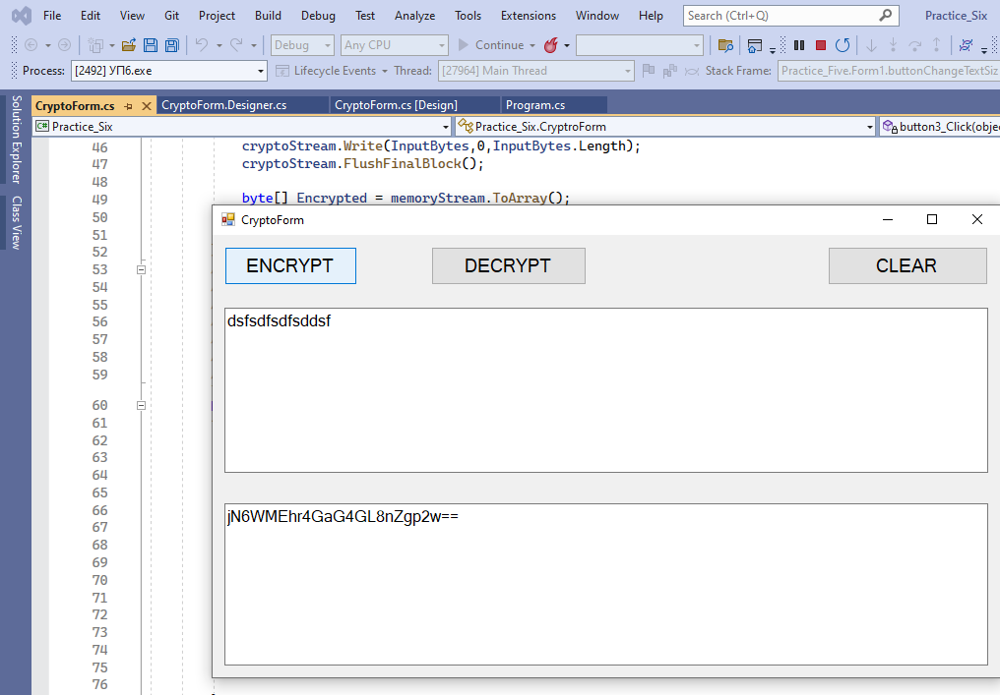 File Edit View Git Project Build Debug Test Analyze Tools Extensions Window Help Search (Ctrl+Q) Practice_Six
Debug Any CPU Continue
Process: [2492] УП6.exe Lifecycle Events Thread: [27964] Main Thread Stack Frame: Practice_Five.Form1.buttonChangeTextSiz
Solution Explorer
Class View
CryptoForm.cs CryptoForm.Designer.cs CryptoForm.cs [Design] Program.cs
C# Practice_Six Practice_Six.CryptroForm button3_Click(obje
46 cryptoStream.Write(InputBytes,0,InputBytes.Length);
47 cryptoStream.FlushFinalBlock();
48
49 byte[] Encrypted = memoryStream.ToArray();
50
51
52
53
54
55
56
57
58
59
60
61
62
63
64
65
66
67
68
69
70
71
72
73
74
75
76
CryptoForm
ENCRYPT DECRYPT CLEAR
dsfsdfsdfsddsf
jN6WMEhr4GaG4GL8nZgp2w==